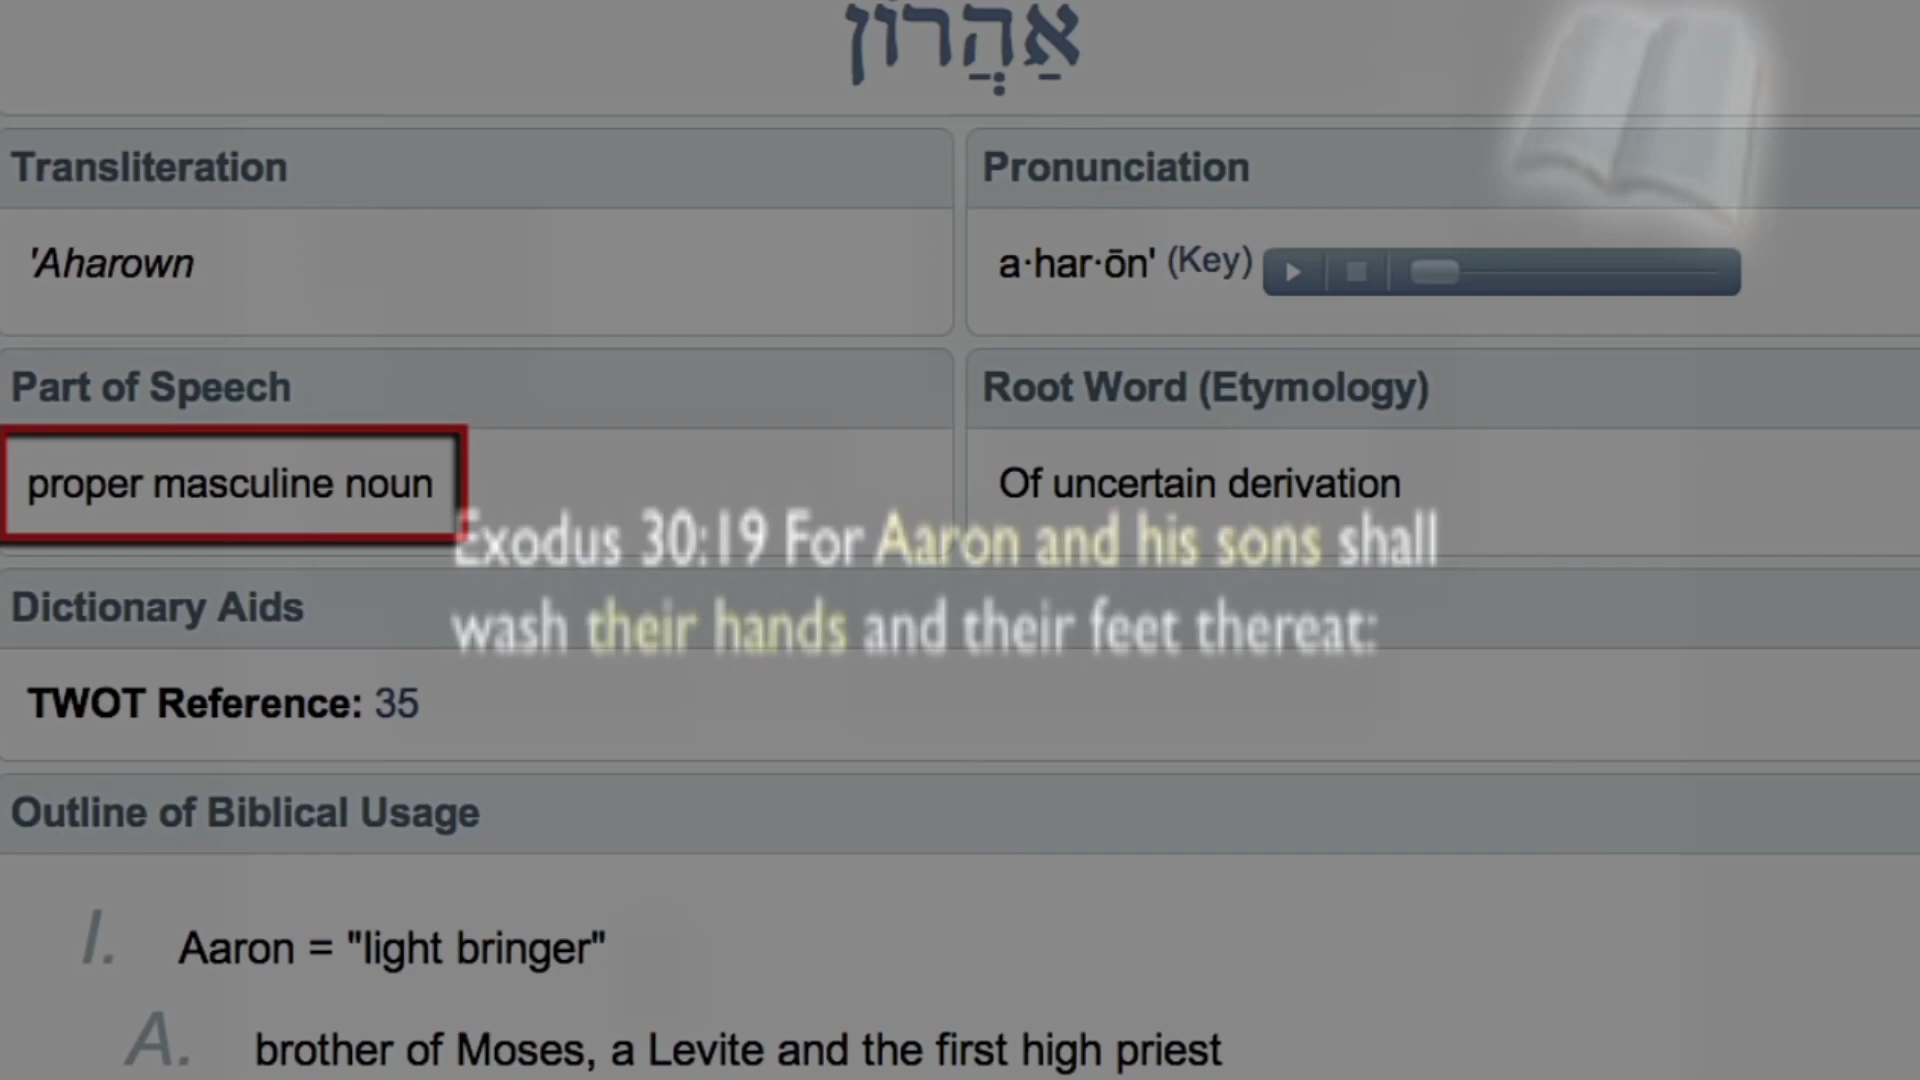 אַהֲרוֹן
Transliteration
Pronunciation
'Aharown
a·har·ōn' (Key)
Part of Speech
Root Word (Etymology)
proper masculine noun
Of uncertain derivation
Exodus 30:19 For Aaron and his sons shall
wash their hands and their feet thereat:
Dictionary Aids
TWOT Reference: 35
Outline of Biblical Usage
I. Aaron = "light bringer"
A. brother of Moses, a Levite and the first high priest